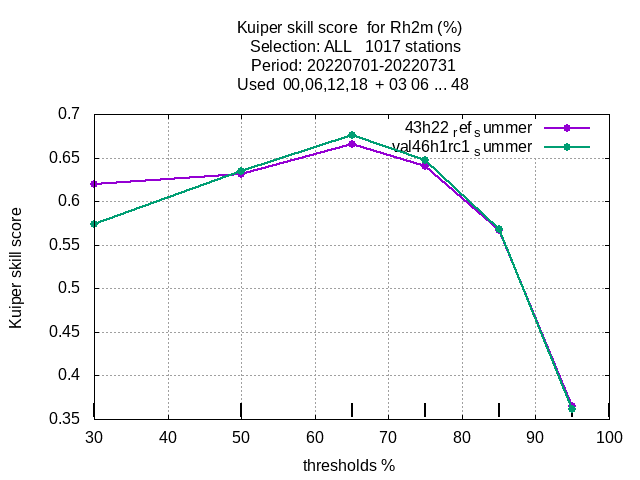 Kuiper skill score for Rh2m (%)
Selection: ALL 1017 stations
Period: 20220701-20220731
Used 00,06,12,18 + 03 06 ... 48
43h22 ref summer
val46h1rc1 summer
0.7
0.65
0.6
0.55
0.5
0.45
0.4
0.35
Kuiper skill score
30 40 50 60 70 80 90 100
thresholds %